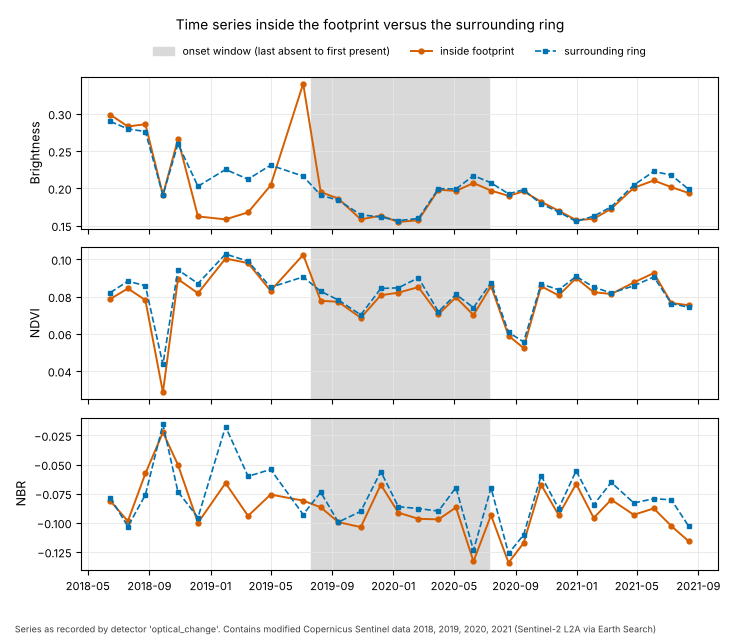 Time series inside the footprint versus the surrounding ring
onset window (last absent to first present) inside footprint surrounding ring
Brightness
0.30
0.25
0.20
0.15
NDVI
0.10
0.08
0.06
0.04
NBR
−0.025
−0.050
−0.075
−0.100
−0.125
2018-05 2018-09 2019-01 2019-05 2019-09 2020-01 2020-05 2020-09 2021-01 2021-05 2021-09
Series as recorded by detector 'optical_change'. Contains modified Copernicus Sentinel data 2018, 2019, 2020, 2021 (Sentinel-2 L2A via Earth Search)